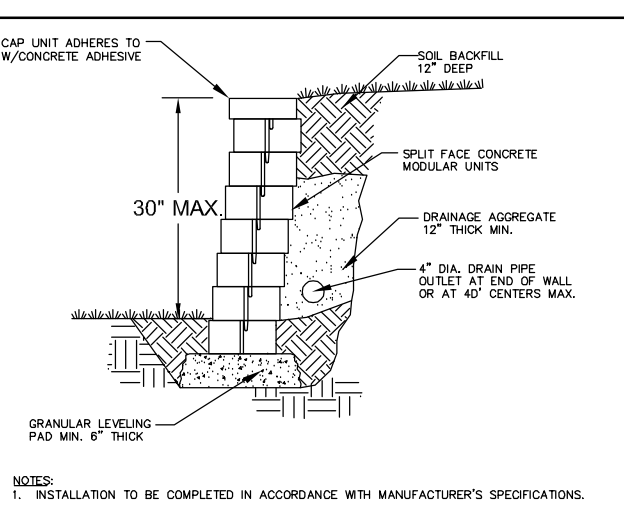 CAP UNIT ADHERES TO
W/CONCRETE ADHESIVE
SOIL BACKFILL
12" DEEP
SPLIT FACE CONCRETE
MODULAR UNITS
30" MAX.
DRAINAGE AGGREGATE
12" THICK MIN.
4" DIA. DRAIN PIPE
OUTLET AT END OF WALL
OR AT 4D' CENTERS MAX.
GRANULAR LEVELING
PAD MIN. 6" THICK
NOTES:
1. INSTALLATION TO BE COMPLETED IN ACCORDANCE WITH MANUFACTURER'S SPECIFICATIONS.